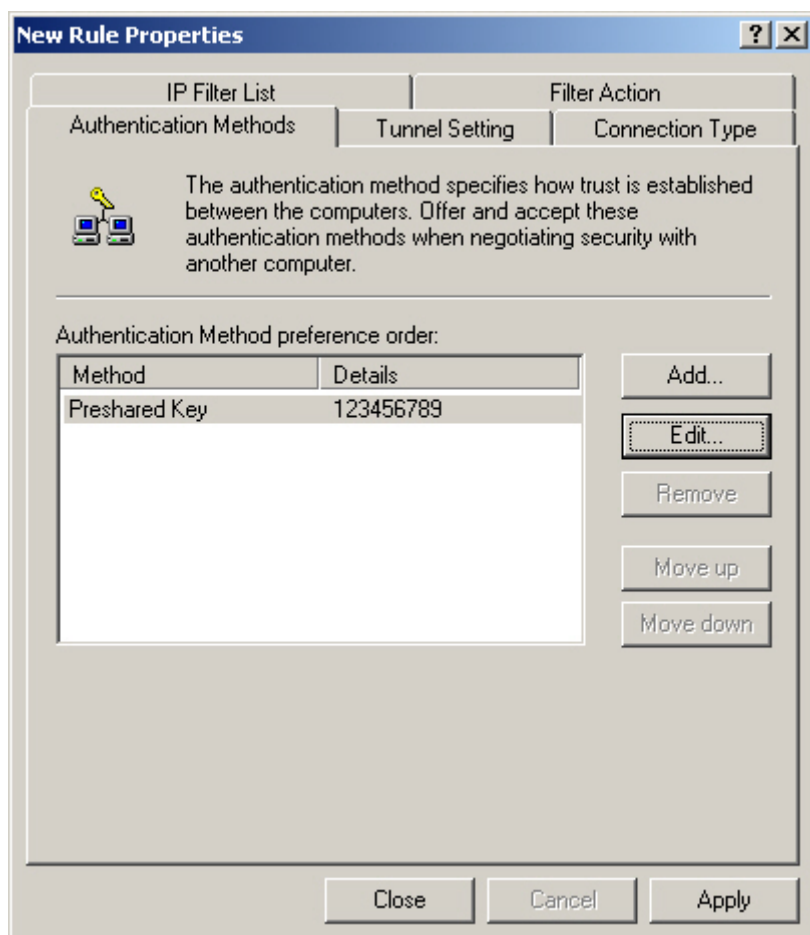 New Rule Properties
IP Filter List
Filter Action
Authentication Methods
Tunnel Setting
Connection Type
The authentication method specifies how trust is established
between the computers. Offer and accept these
authentication methods when negotiating security with
another computer.
Authentication Method preference order:
Method Details
Preshared Key 123456789
Add...
Edit...
Remove
Move up
Move down
Close
Cancel
Apply